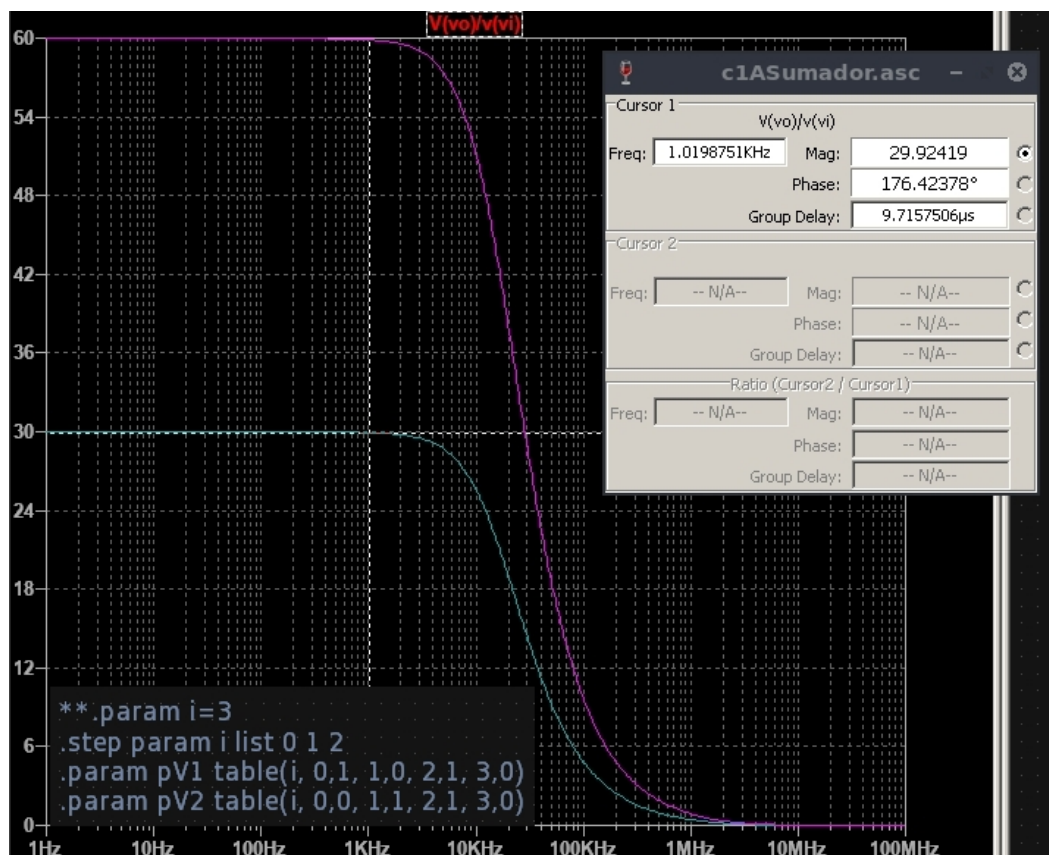 V(vo)/v(vi)
60
54
48
42
36
30
24
18
12
6
0
1Hz 10Hz 100Hz 1KHz 10KHz 100KHz 1MHz 10MHz 100MHz
c1ASumador.asc
Cursor 1
V(vo)/v(vi)
Freq: 1.0198751KHz Mag: 29.92419
Phase: 176.42378°
Group Delay: 9.7157506µs
Cursor 2
Freq: -- N/A-- Mag: -- N/A--
Phase: -- N/A--
Group Delay: -- N/A--
Ratio (Cursor2 / Cursor1)
Freq: -- N/A-- Mag: -- N/A--
Phase: -- N/A--
Group Delay: -- N/A--
**.param i=3
.step param i list 0 1 2
.param pV1 table(i, 0,1, 1,0, 2,1, 3,0)
.param pV2 table(i, 0,0, 1,1, 2,1, 3,0)